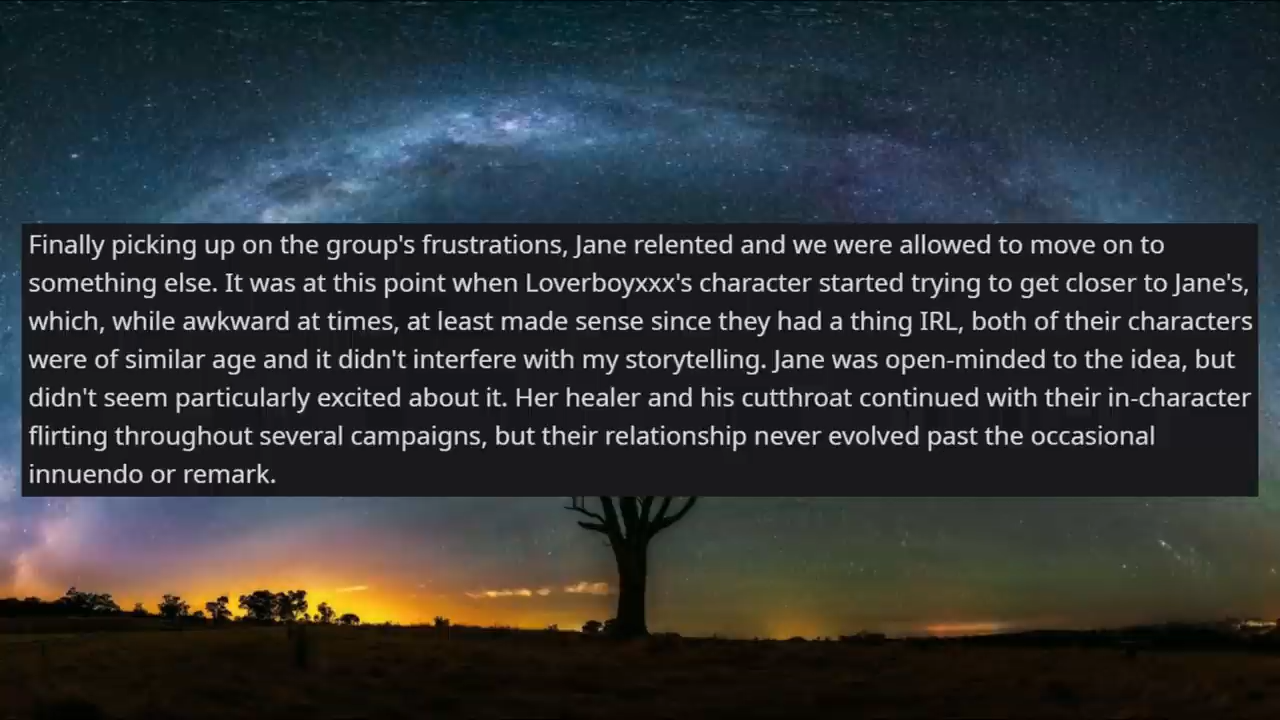 Finally picking up on the group's frustrations, Jane relented and we were allowed to move on to
something else. It was at this point when Loverboyxxx's character started trying to get closer to Jane's,
which, while awkward at times, at least made sense since they had a thing IRL, both of their characters
were of similar age and it didn't interfere with my storytelling. Jane was open-minded to the idea, but
didn't seem particularly excited about it. Her healer and his cutthroat continued with their in-character
flirting throughout several campaigns, but their relationship never evolved past the occasional
innuendo or remark.